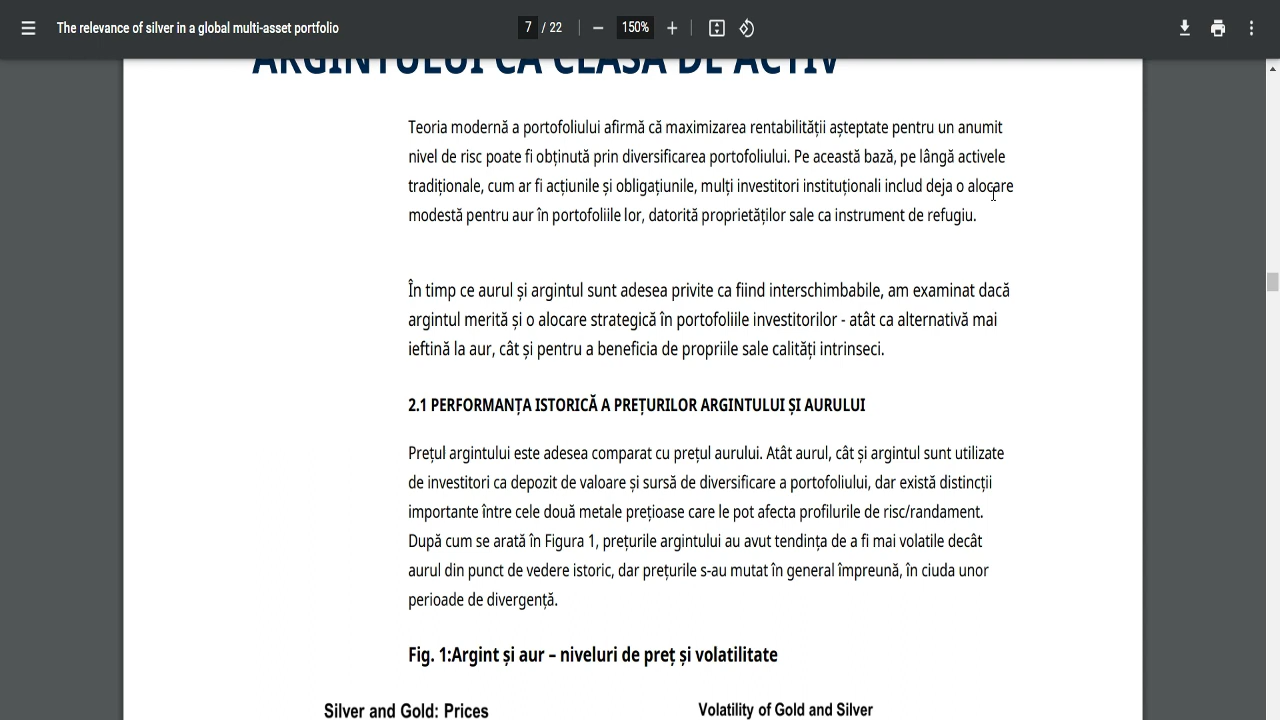 The relevance of silver in a global multi-asset portfolio
7 / 22
150%
ARGINTULUI CA CLASĂ DE ACTIV
Teoria modernă a portofoliului afirmă că maximizarea rentabilității așteptate pentru un anumit
nivel de risc poate fi obținută prin diversificarea portofoliului. Pe această bază, pe lângă activele
tradiționale, cum ar fi acțiunile și obligațiunile, mulți investitori instituționali includ deja o alocare
modestă pentru aur în portofoliile lor, datorită proprietăților sale ca instrument de refugiu.
În timp ce aurul și argintul sunt adesea privite ca fiind interschimbabile, am examinat dacă
argintul merită și o alocare strategică în portofoliile investitorilor - atât ca alternativă mai
ieftină la aur, cât și pentru a beneficia de propriile sale calități intrinseci.
2.1 PERFORMANȚA ISTORICĂ A PREȚURILOR ARGINTULUI ȘI AURULUI
Prețul argintului este adesea comparat cu prețul aurului. Atât aurul, cât și argintul sunt utilizate
de investitori ca depozit de valoare și sursă de diversificare a portofoliului, dar există distincții
importante între cele două metale prețioase care le pot afecta profilurile de risc/randament.
După cum se arată în Figura 1, prețurile argintului au avut tendința de a fi mai volatile decât
aurul din punct de vedere istoric, dar prețurile s-au mutat în general împreună, în ciuda unor
perioade de divergență.
Fig. 1:Argint și aur – niveluri de preț și volatilitate
Silver and Gold: Prices
Volatility of Gold and Silver